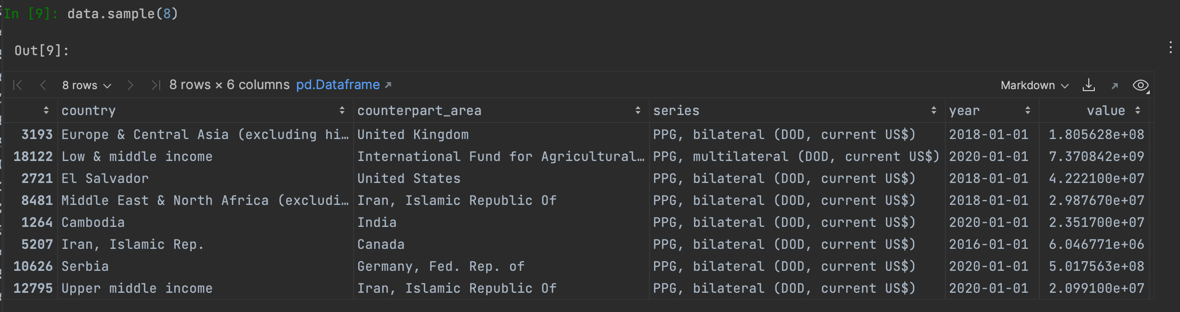 In [9]: data.sample(8)
Out[9]:
8 rows 8 rows × 6 columns pd.Dataframe Markdown
country counterpart_area series year value
3193 Europe & Central Asia (excluding hi… United Kingdom PPG, bilateral (DOD, current US$) 2018-01-01 1.805628e+08
18122 Low & middle income International Fund for Agricultural… PPG, multilateral (DOD, current US$) 2020-01-01 7.370842e+09
2721 El Salvador United States PPG, bilateral (DOD, current US$) 2018-01-01 4.222100e+07
8481 Middle East & North Africa (excludi… Iran, Islamic Republic Of PPG, bilateral (DOD, current US$) 2018-01-01 2.987670e+07
1264 Cambodia India PPG, bilateral (DOD, current US$) 2020-01-01 2.351700e+07
5207 Iran, Islamic Rep. Canada PPG, bilateral (DOD, current US$) 2016-01-01 6.046771e+06
10626 Serbia Germany, Fed. Rep. of PPG, bilateral (DOD, current US$) 2020-01-01 5.017563e+08
12795 Upper middle income Iran, Islamic Republic Of PPG, bilateral (DOD, current US$) 2020-01-01 2.099100e+07